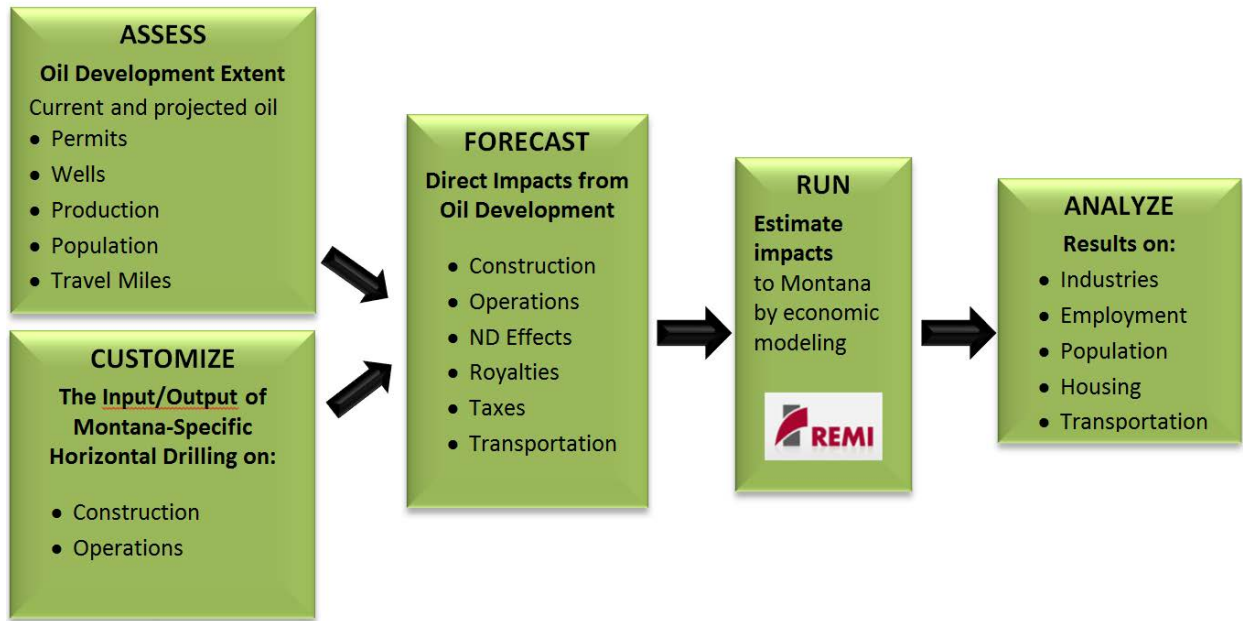 ASSESS
Oil Development Extent
Current and projected oil
• Permits
• Wells
• Production
• Population
• Travel Miles
CUSTOMIZE
The Input/Output of
Montana-Specific
Horizontal Drilling on:
• Construction
• Operations
FORECAST
Direct Impacts from
Oil Development
• Construction
• Operations
• ND Effects
• Royalties
• Taxes
• Transportation
RUN
Estimate
impacts
to Montana
by economic
modeling
REMI
ANALYZE
Results on:
• Industries
• Employment
• Population
• Housing
• Transportation